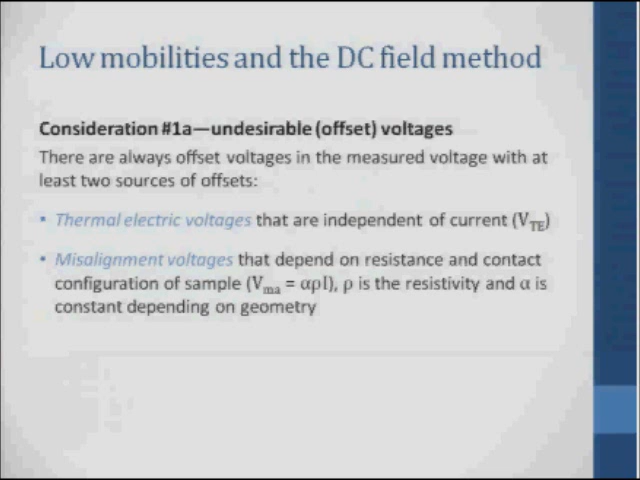 Low mobilities and the DC field method
Consideration #1a—undesirable (offset) voltages
There are always offset voltages in the measured voltage with at
least two sources of offsets:
• Thermal electric voltages that are independent of current (V_TE)
• Misalignment voltages that depend on resistance and contact
configuration of sample (V_ma = αρI), ρ is the resistivity and α is
constant depending on geometry